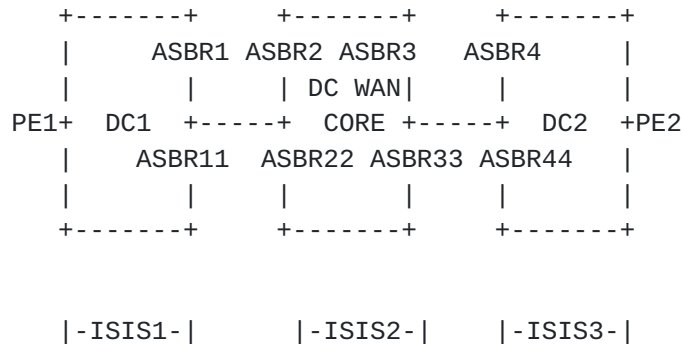 +-------+ +-------+ +-------+
| ASBR1 ASBR2 ASBR3 ASBR4 |
| | | DC WAN| | |
PE1+ DC1 +-----+ CORE +-----+ DC2 +PE2
| ASBR11 ASBR22 ASBR33 ASBR44 |
| | | | | |
+-------+ +-------+ +-------+
|-ISIS1-| |-ISIS2-| |-ISIS3-|